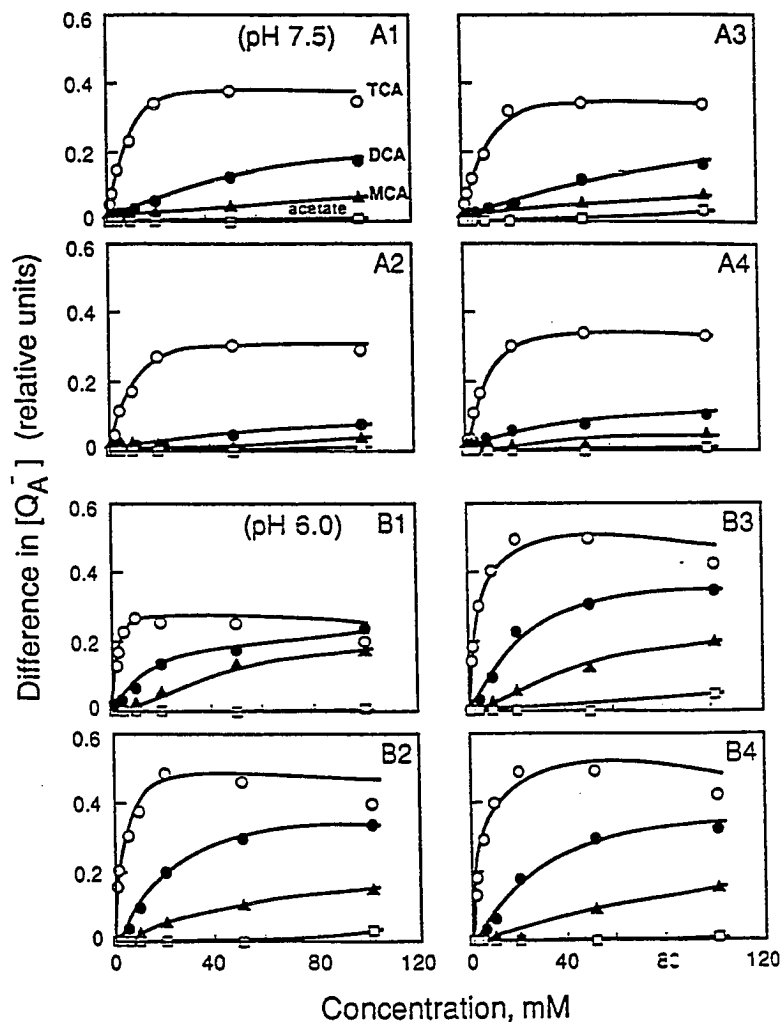 0.6
(pH 7.5)
A1
A3
0.4
TCA
0.2
DCA
MCA
acetate
0
0.6
A2
A4
0.4
0.2
0
0.6
(pH 6.0)
B1
B3
0.4
0.2
0
0.6
B2
B4
0.4
0.2
0
0 40 80 120
0 40 120
Difference in [Q_A^-] (relative units)
Concentration, mM